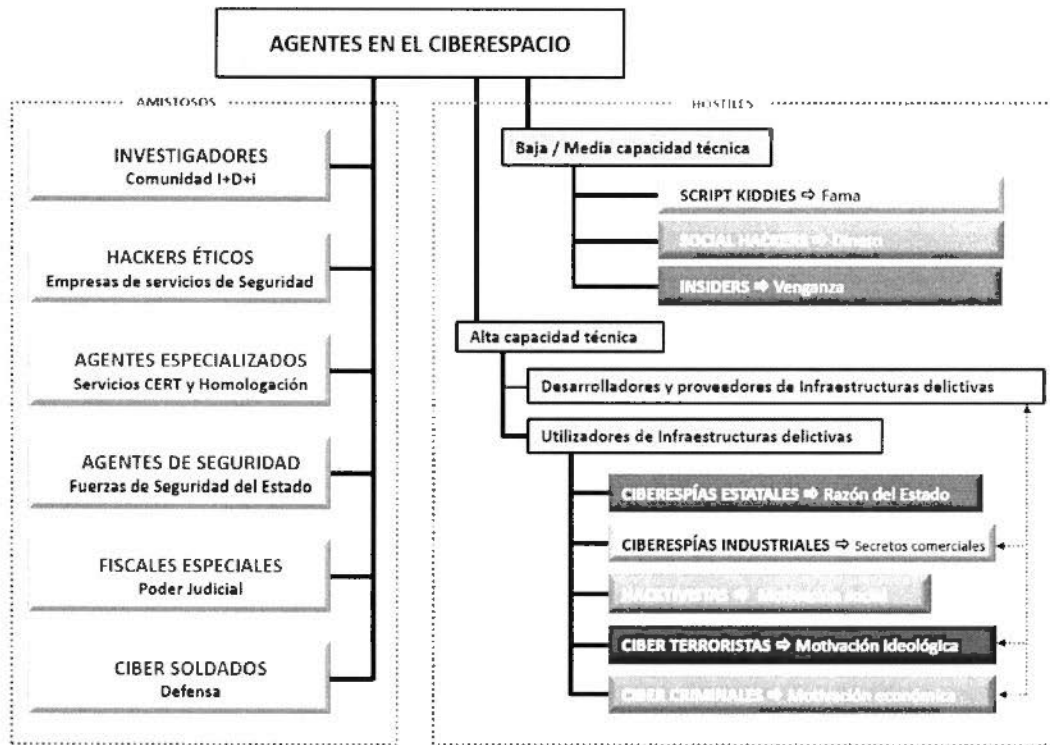 AGENTES EN EL CIBERESPACIO
AMISTOSOS
INVESTIGADORES
Comunidad I+D+i
HACKERS ÉTICOS
Empresas de servicios de Seguridad
AGENTES ESPECIALIZADOS
Servicios CERT y Homologación
AGENTES DE SEGURIDAD
Fuerzas de Seguridad del Estado
FISCALES ESPECIALES
Poder Judicial
CIBER SOLDADOS
Defensa
HOSTILES
Baja / Media capacidad técnica
SCRIPT KIDDIES ⇨ Fama
SOCIAL HACKERS ⇨ Dinero
INSIDERS ⇨ Venganza
Alta capacidad técnica
Desarrolladores y proveedores de Infraestructuras delictivas
Utilizadores de Infraestructuras delictivas
CIBERESPÍAS ESTATALES ⇨ Razón del Estado
CIBERESPÍAS INDUSTRIALES ⇨ Secretos comerciales
HACKTIVISTAS ⇨ Motivación
CIBER TERRORISTAS ⇨ Motivación ideológica
CIBER CRIMINALES ⇨ Motivación económica